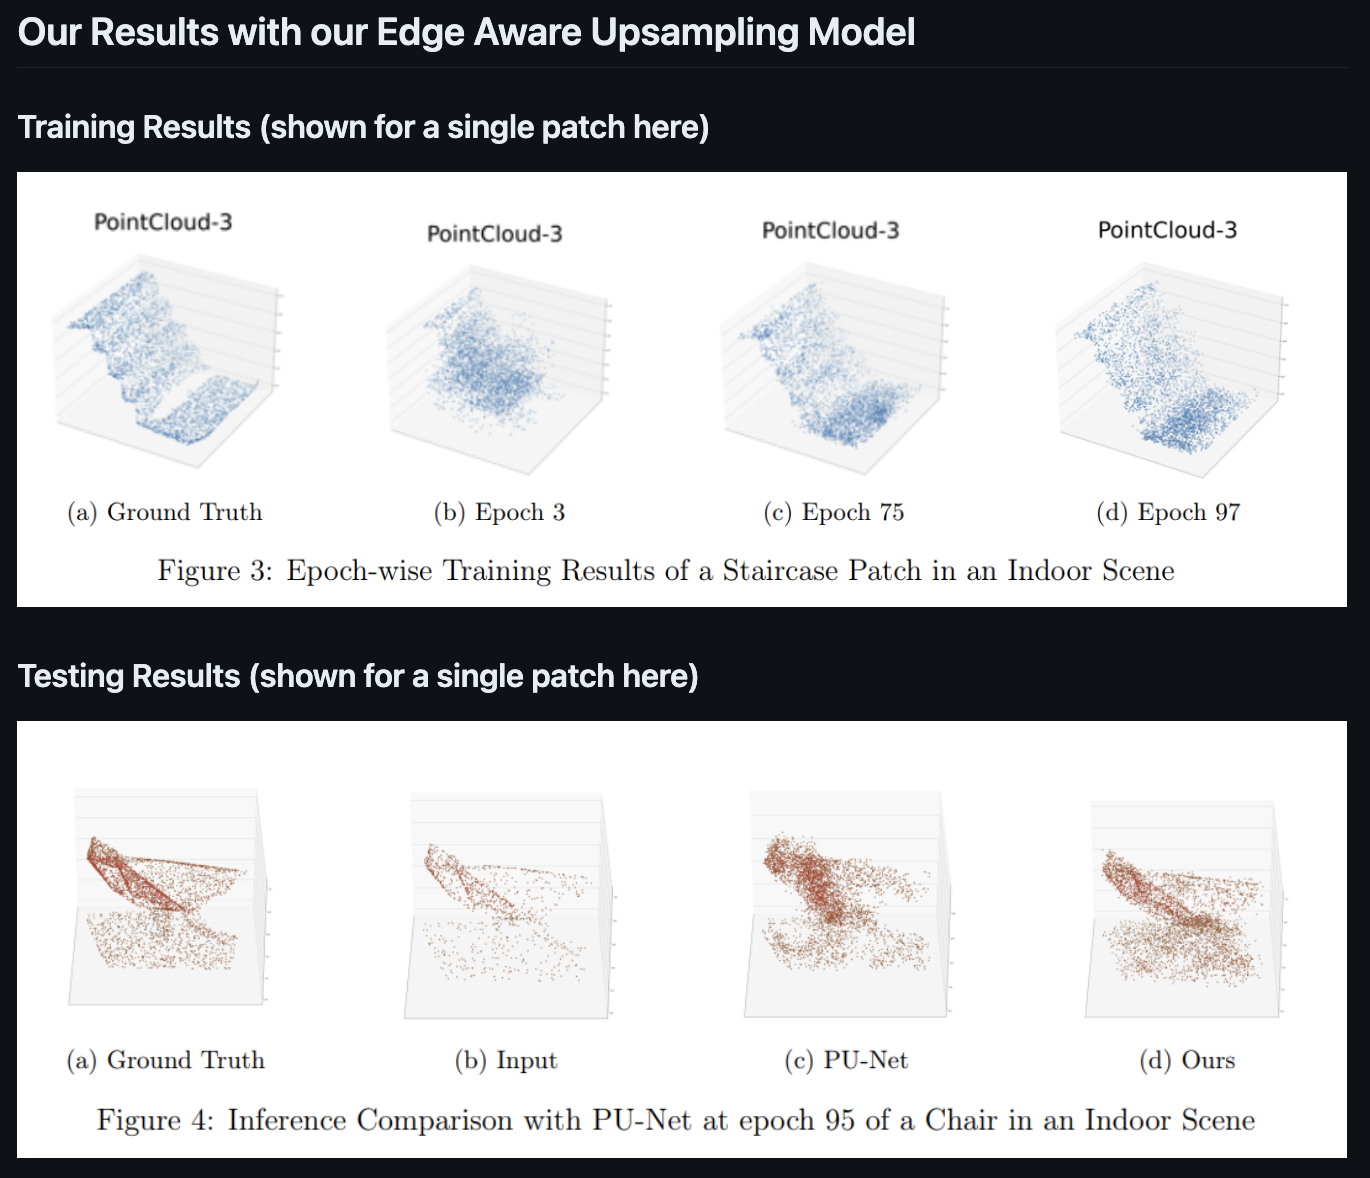 Our Results with our Edge Aware Upsampling Model
Training Results (shown for a single patch here)
PointCloud-3
PointCloud-3
PointCloud-3
PointCloud-3
(a) Ground Truth
(b) Epoch 3
(c) Epoch 75
(d) Epoch 97
Figure 3: Epoch-wise Training Results of a Staircase Patch in an Indoor Scene
Testing Results (shown for a single patch here)
(a) Ground Truth
(b) Input
(c) PU-Net
(d) Ours
Figure 4: Inference Comparison with PU-Net at epoch 95 of a Chair in an Indoor Scene